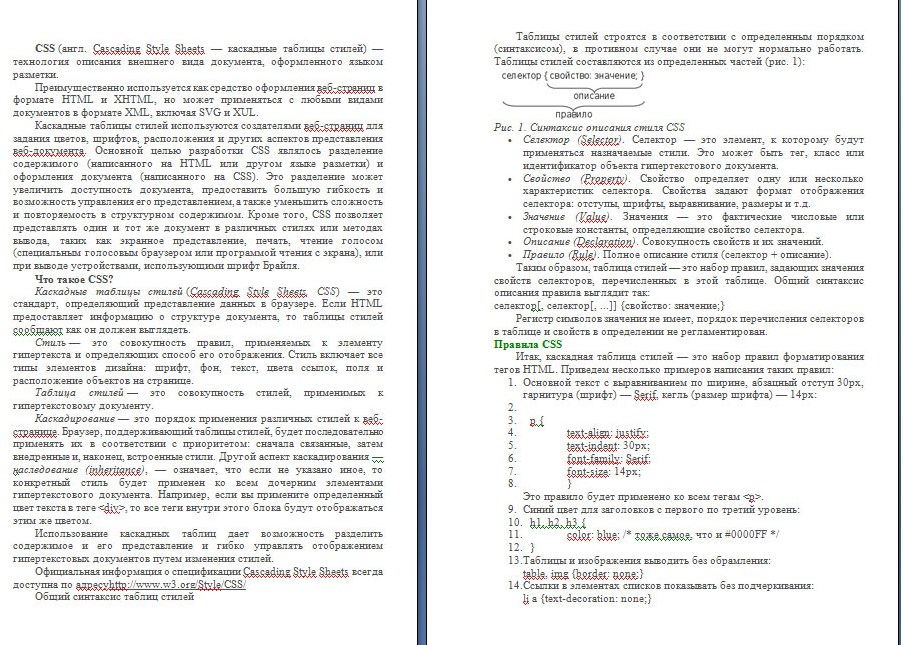 CSS (англ. Cascading Style Sheets — каскадные таблицы стилей) —
технология описания внешнего вида документа, оформленного языком
разметки.
Преимущественно используется как средство оформления веб-страниц в
формате HTML и XHTML, но может применяться с любыми видами
документов в формате XML, включая SVG и XUL.
Каскадные таблицы стилей используются создателями веб-страниц для
задания цветов, шрифтов, расположения и других аспектов представления
веб-документа. Основной целью разработки CSS являлось разделение
содержимого (написанного на HTML или другом языке разметки) и
оформления документа (написанного на CSS). Это разделение может
увеличить доступность документа, предоставить большую гибкость и
возможность управления его представлением, а также уменьшить сложность
и повторяемость в структурном содержимом. Кроме того, CSS позволяет
представлять один и тот же документ в различных стилях или методах
вывода, таких как экранное представление, печать, чтение голосом
(специальным голосовым браузером или программой чтения с экрана), или
при выводе устройствами, использующими шрифт Брайля.
Что такое CSS?
Каскадные таблицы стилей (Cascading Style Sheets, CSS) — это
стандарт, определяющий представление данных в браузере. Если HTML
предоставляет информацию о структуре документа, то таблицы стилей
сообщают как он должен выглядеть.
Стиль — это совокупность правил, применяемых к элементу
гипертекста и определяющих способ его отображения. Стиль включает все
типы элементов дизайна: шрифт, фон, текст, цвета ссылок, поля и
расположение объектов на странице.
Таблица стилей — это совокупность стилей, применимых к
гипертекстовому документу.
Каскадирование — это порядок применения различных стилей к веб-
странице. Браузер, поддерживающий таблицы стилей, будет последовательно
применять их в соответствии с приоритетом: сначала связанные, затем
внедренные и, наконец, встроенные стили. Другой аспект каскадирования —
наследование (inheritance), — означает, что если не указано иное, то
конкретный стиль будет применен ко всем дочерним элементами
гипертекстового документа. Например, если вы примените определенный
цвет текста в теге <div>, то все теги внутри этого блока будут отображаться
этим же цветом.
Использование каскадных таблиц дает возможность разделить
содержимое и его представление и гибко управлять отображением
гипертекстовых документов путем изменения стилей.
Официальная информация о спецификации Cascading Style Sheets всегда
доступна по адресуhttp://www.w3.org/Style/CSS/
Общий синтаксис таблиц стилей
Таблицы стилей строятся в соответствии с определенным порядком
(синтаксисом), в противном случае они не могут нормально работать.
Таблицы стилей составляются из определенных частей (рис. 1):
селектор { свойство: значение; }
описание
правило
Рис. 1. Синтаксис описания стиля CSS
• Селектор (Selector). Селектор — это элемент, к которому будут
применяться назначаемые стили. Это может быть тег, класс или
идентификатор объекта гипертекстового документа.
• Свойство (Property). Свойство определяет одну или несколько
характеристик селектора. Свойства задают формат отображения
селектора: отступы, шрифты, выравнивание, размеры и т.д.
• Значение (Value). Значения — это фактические числовые или
строковые константы, определяющие свойство селектора.
• Описание (Declaration). Совокупность свойств и их значений.
• Правило (Rule). Полное описание стиля (селектор + описание).
Таким образом, таблица стилей — это набор правил, задающих значения
свойств селекторов, перечисленных в этой таблице. Общий синтаксис
описания правила выглядит так:
селектор[, селектор[, ...]] {свойство: значение;}
Регистр символов значения не имеет, порядок перечисления селекторов
в таблице и свойств в определении не регламентирован.
Правила CSS
Итак, каскадная таблица стилей — это набор правил форматирования
тегов HTML. Приведем несколько примеров написания таких правил:
1. Основной текст с выравниванием по ширине, абзацный отступ 30px,
гарнитура (шрифт) — Serif, кегль (размер шрифта) — 14px:
2.
3. p {
4. text-align: justify;
5. text-indent: 30px;
6. font-family: Serif;
7. font-size: 14px;
8. }
Это правило будет применено ко всем тегам <p>.
9. Синий цвет для заголовков с первого по третий уровень:
10. h1, h2, h3 {
11. color: blue; /* тоже самое, что и #0000FF */
12. }
13. Таблицы и изображения выводить без обрамления:
table, img {border: none;}
14. Ссылки в элементах списков показывать без подчеркивания:
li a {text-decoration: none;}